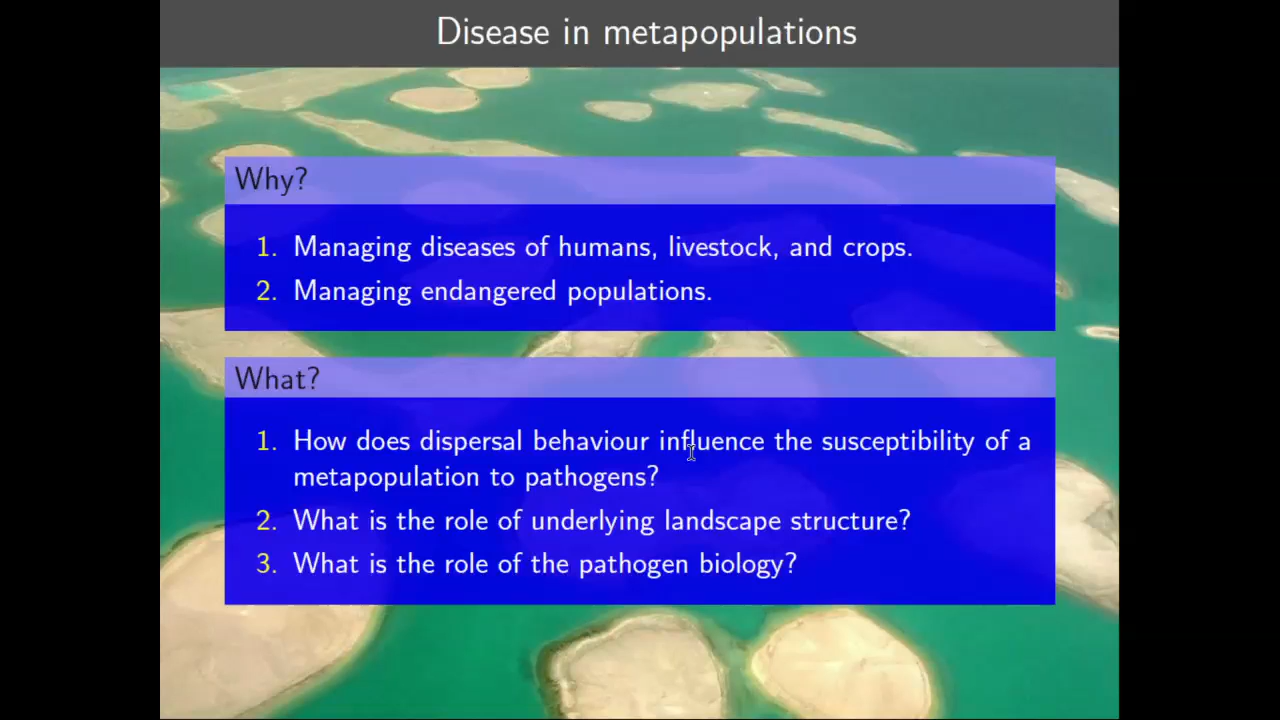 Disease in metapopulations
Why?
1. Managing diseases of humans, livestock, and crops.
2. Managing endangered populations.
What?
1. How does dispersal behaviour influence the susceptibility of a
metapopulation to pathogens?
2. What is the role of underlying landscape structure?
3. What is the role of the pathogen biology?